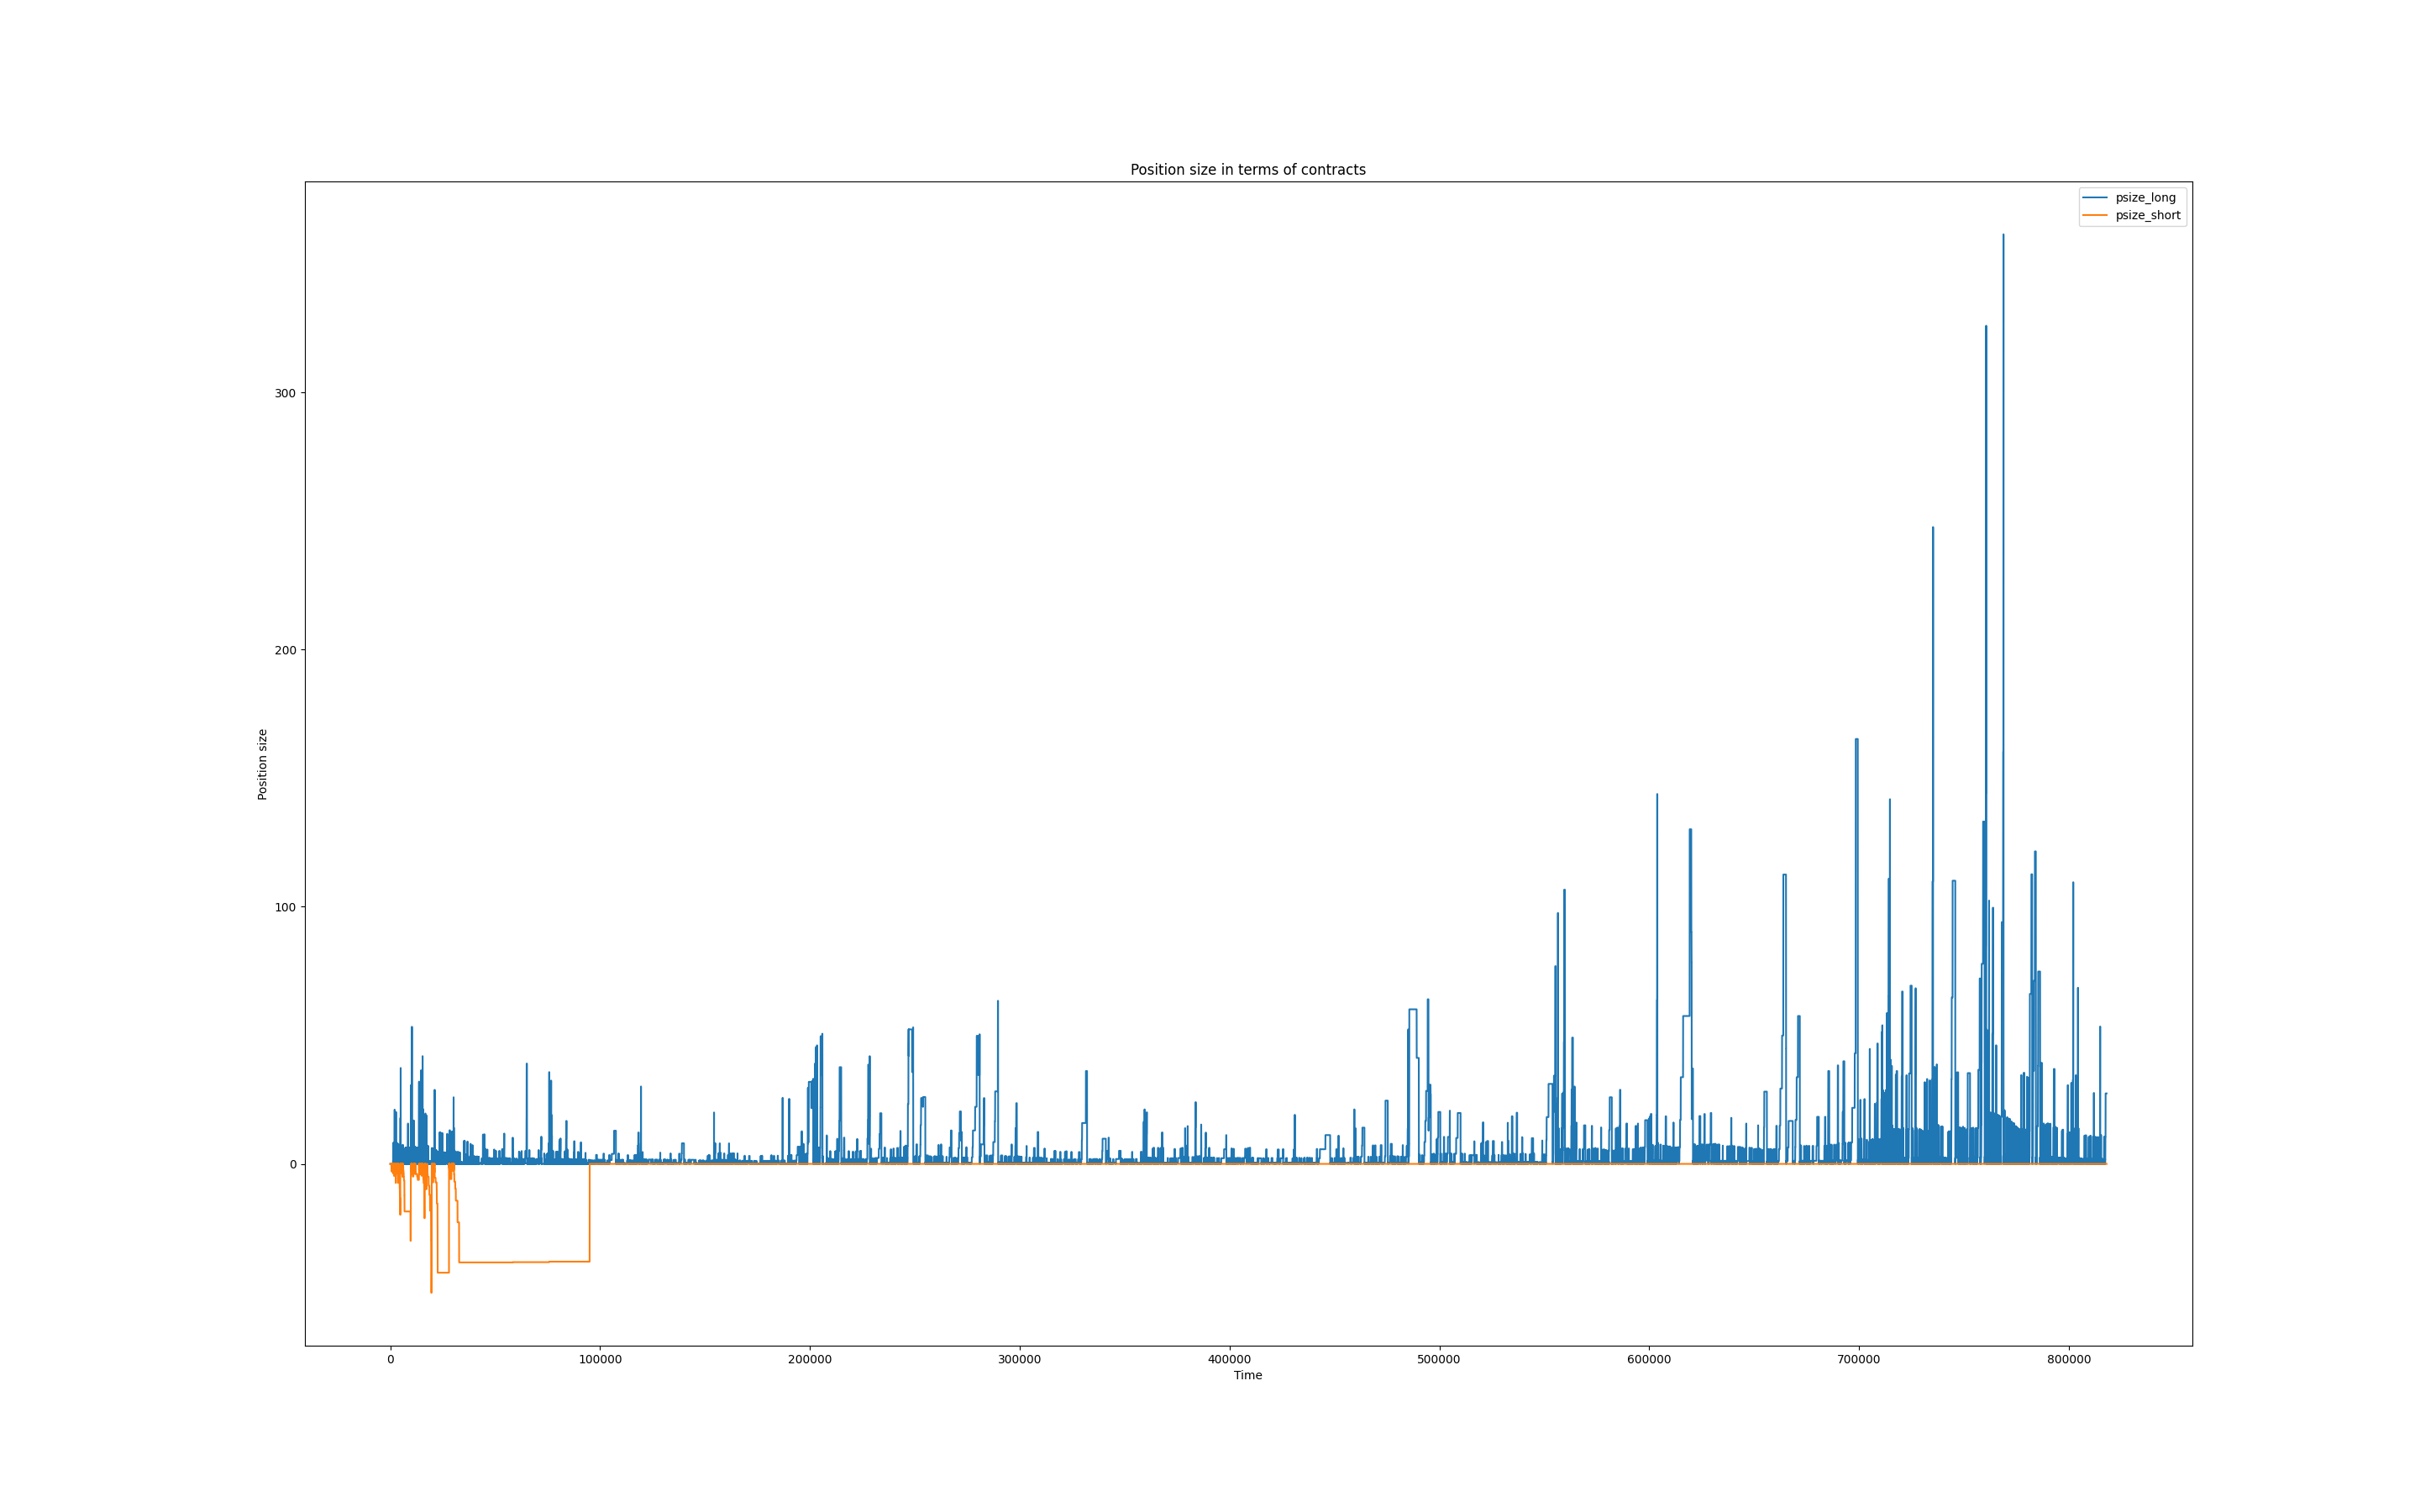 Position size in terms of contracts
psize_long
psize_short
300
200
100
0
Position size
0 100000 200000 300000 400000 500000 600000 700000 800000
Time